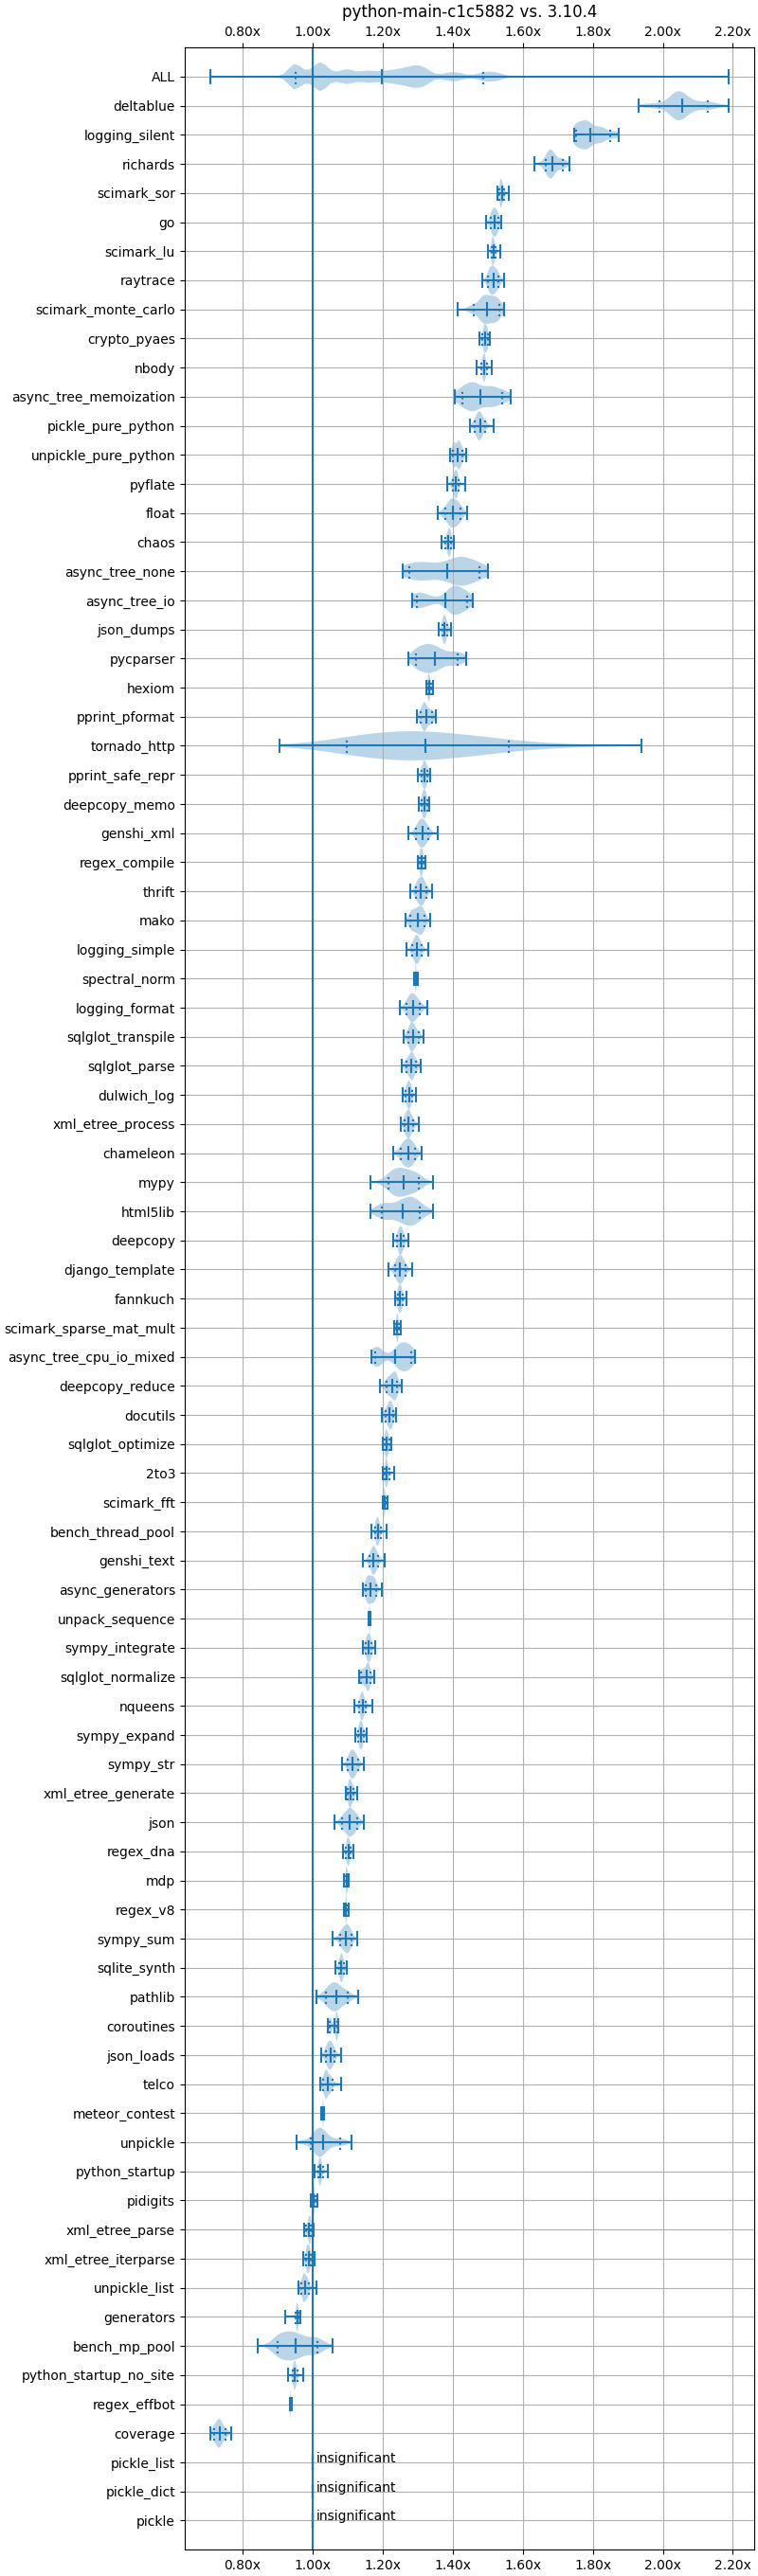 python-main-c1c5882 vs. 3.10.4
0.80x 1.00x 1.20x 1.40x 1.60x 1.80x 2.00x 2.20x
ALL
deltablue
logging_silent
richards
scimark_sor
go
scimark_lu
raytrace
scimark_monte_carlo
crypto_pyaes
nbody
async_tree_memoization
pickle_pure_python
unpickle_pure_python
pyflate
float
chaos
async_tree_none
async_tree_io
json_dumps
pycparser
hexiom
pprint_pformat
tornado_http
pprint_safe_repr
deepcopy_memo
genshi_xml
regex_compile
thrift
mako
logging_simple
spectral_norm
logging_format
sqlglot_transpile
sqlglot_parse
dulwich_log
xml_etree_process
chameleon
mypy
html5lib
deepcopy
django_template
fannkuch
scimark_sparse_mat_mult
async_tree_cpu_io_mixed
deepcopy_reduce
docutils
sqlglot_optimize
2to3
scimark_fft
bench_thread_pool
genshi_text
async_generators
unpack_sequence
sympy_integrate
sqlglot_normalize
nqueens
sympy_expand
sympy_str
xml_etree_generate
json
regex_dna
mdp
regex_v8
sympy_sum
sqlite_synth
pathlib
coroutines
json_loads
telco
meteor_contest
unpickle
python_startup
pidigits
xml_etree_parse
xml_etree_iterparse
unpickle_list
generators
bench_mp_pool
python_startup_no_site
regex_effbot
coverage
pickle_list insignificant
pickle_dict insignificant
pickle insignificant
0.80x 1.00x 1.20x 1.40x 1.60x 1.80x 2.00x 2.20x